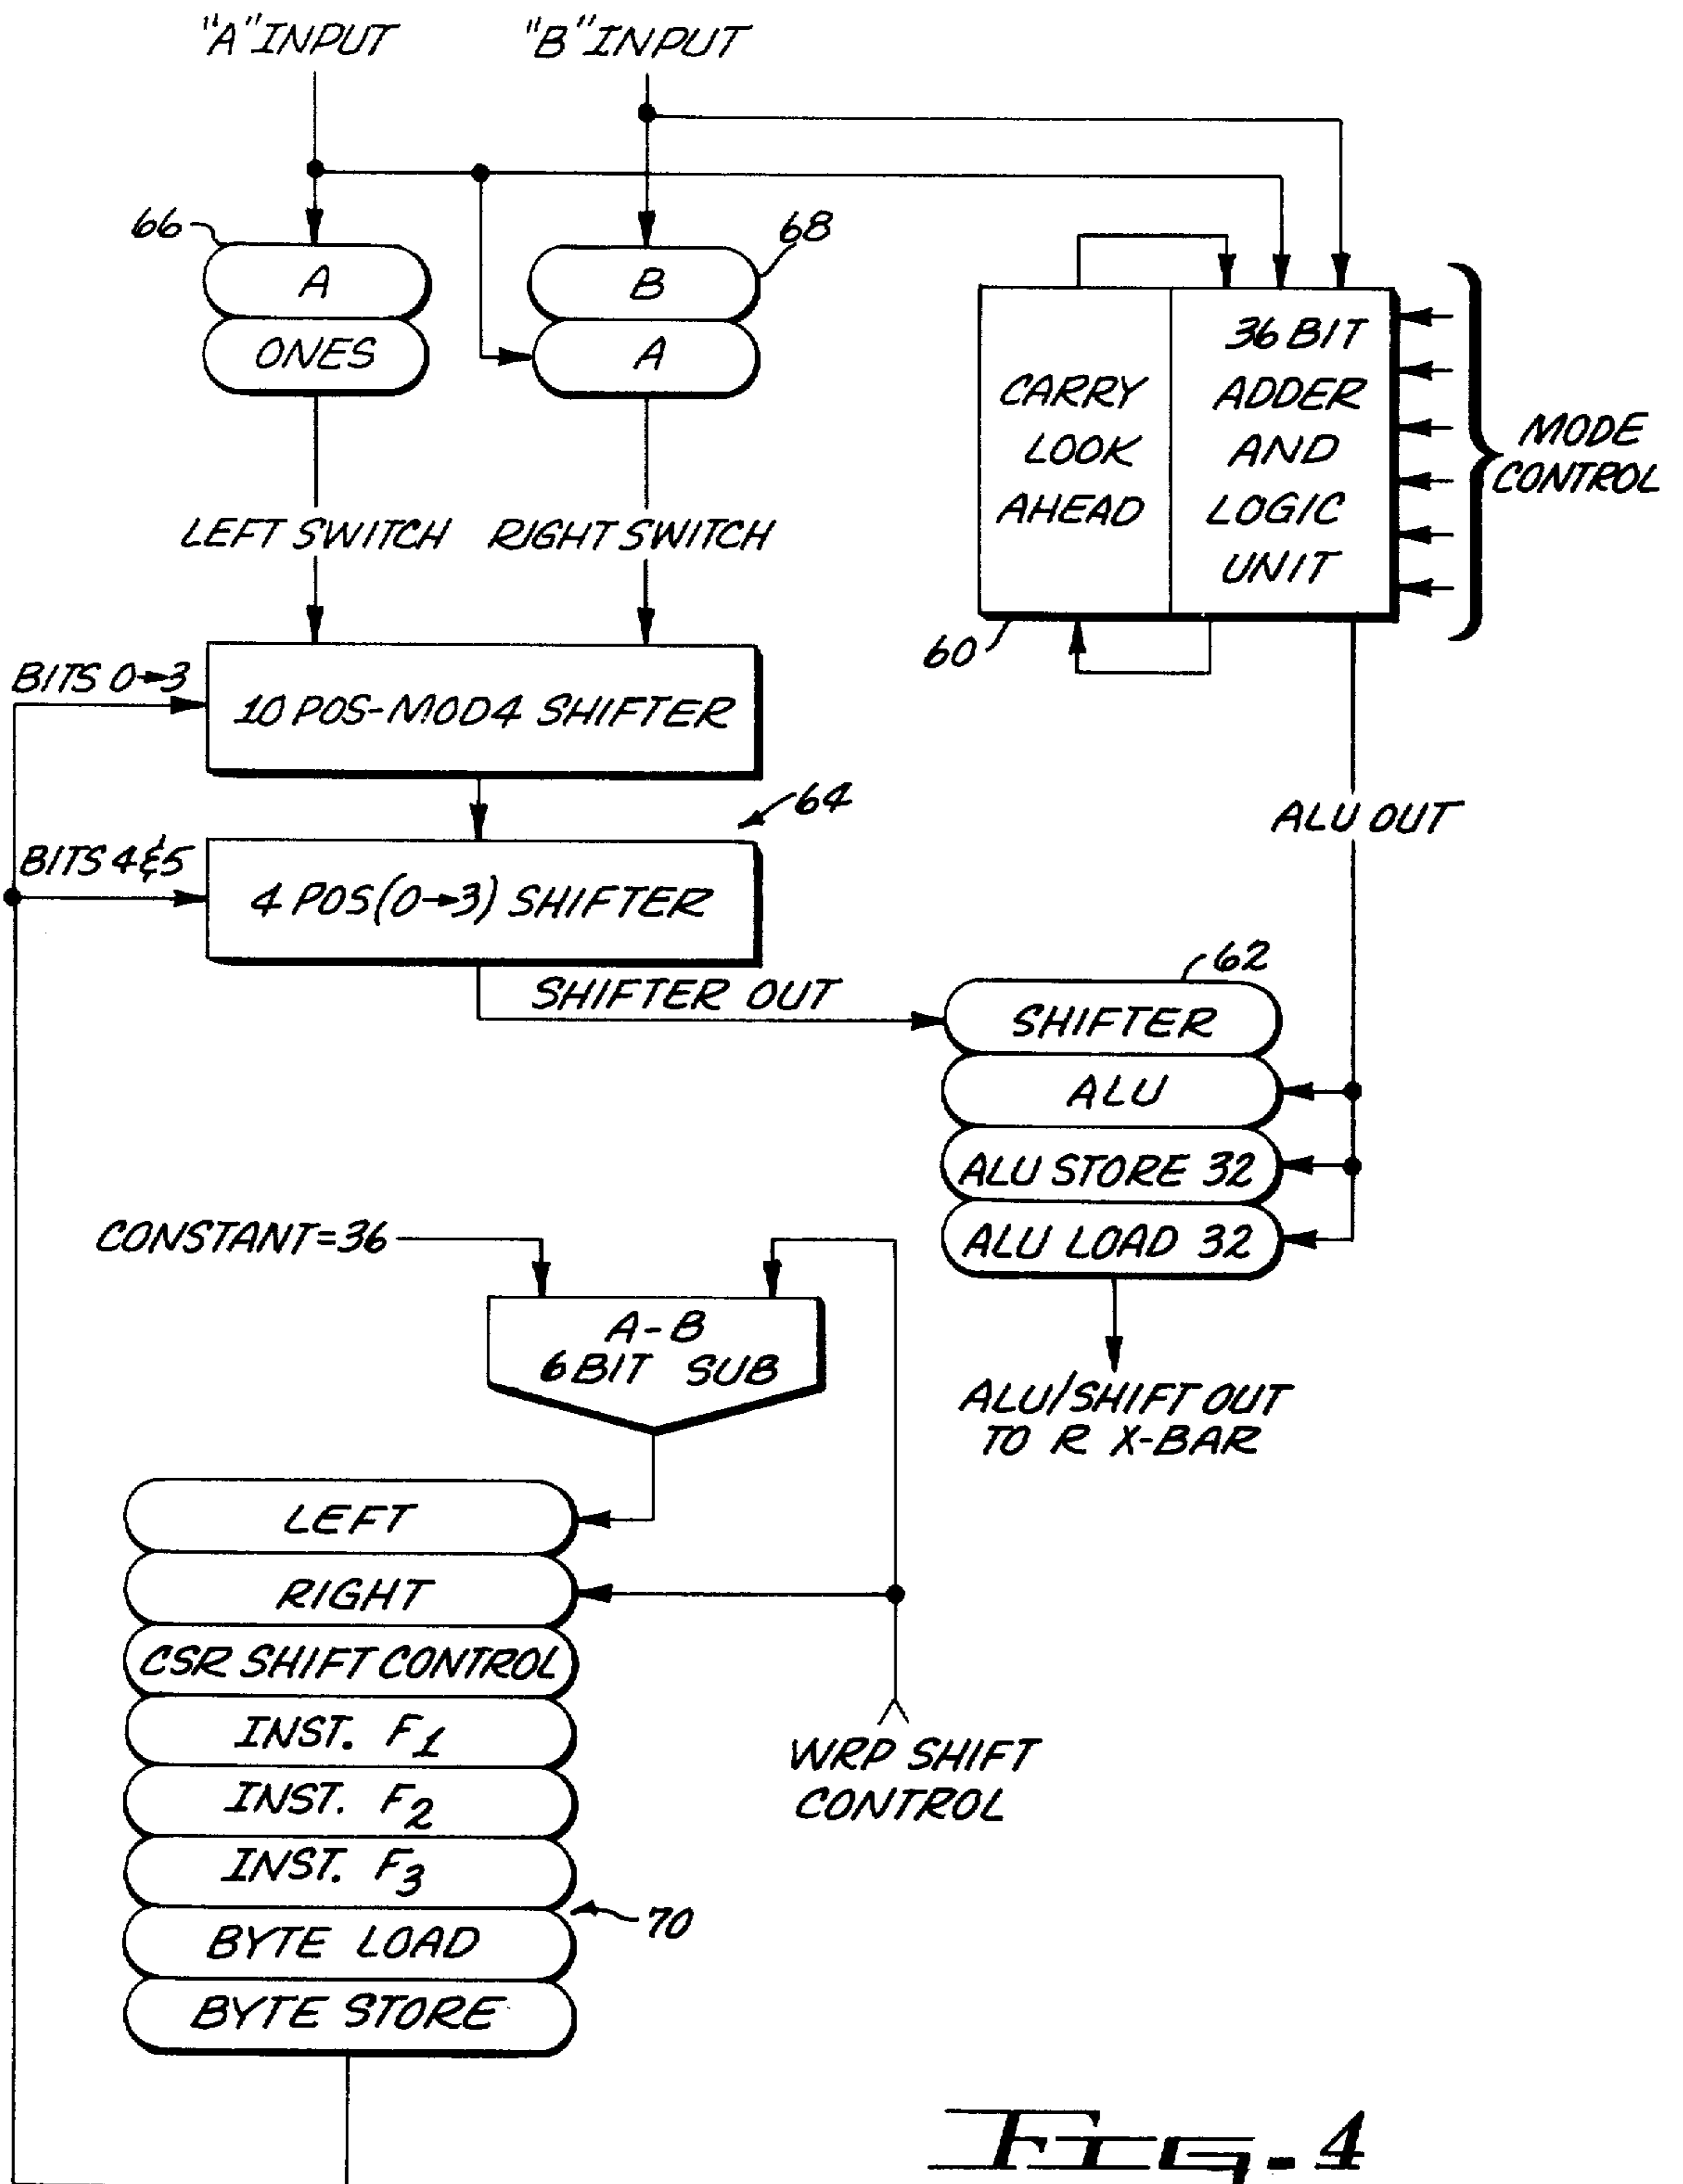 "A" INPUT
"B" INPUT
66
68
A
ONES
B
A
36 BIT
ADDER
AND
LOGIC
UNIT
CARRY
LOOK
AHEAD
MODE
CONTROL
LEFT SWITCH
RIGHT SWITCH
60
BITS 0→3
10 POS-MOD4 SHIFTER
64
BITS 4&5
4 POS(0→3) SHIFTER
ALU OUT
SHIFTER OUT
62
SHIFTER
ALU
ALU STORE 32
ALU LOAD 32
CONSTANT=36
A-B
6 BIT SUB
ALU/SHIFT OUT
TO R X-BAR
LEFT
RIGHT
CSR SHIFT CONTROL
INST. F1
INST. F2
INST. F3
BYTE LOAD
BYTE STORE
70
WRP SHIFT
CONTROL
FIG. 4